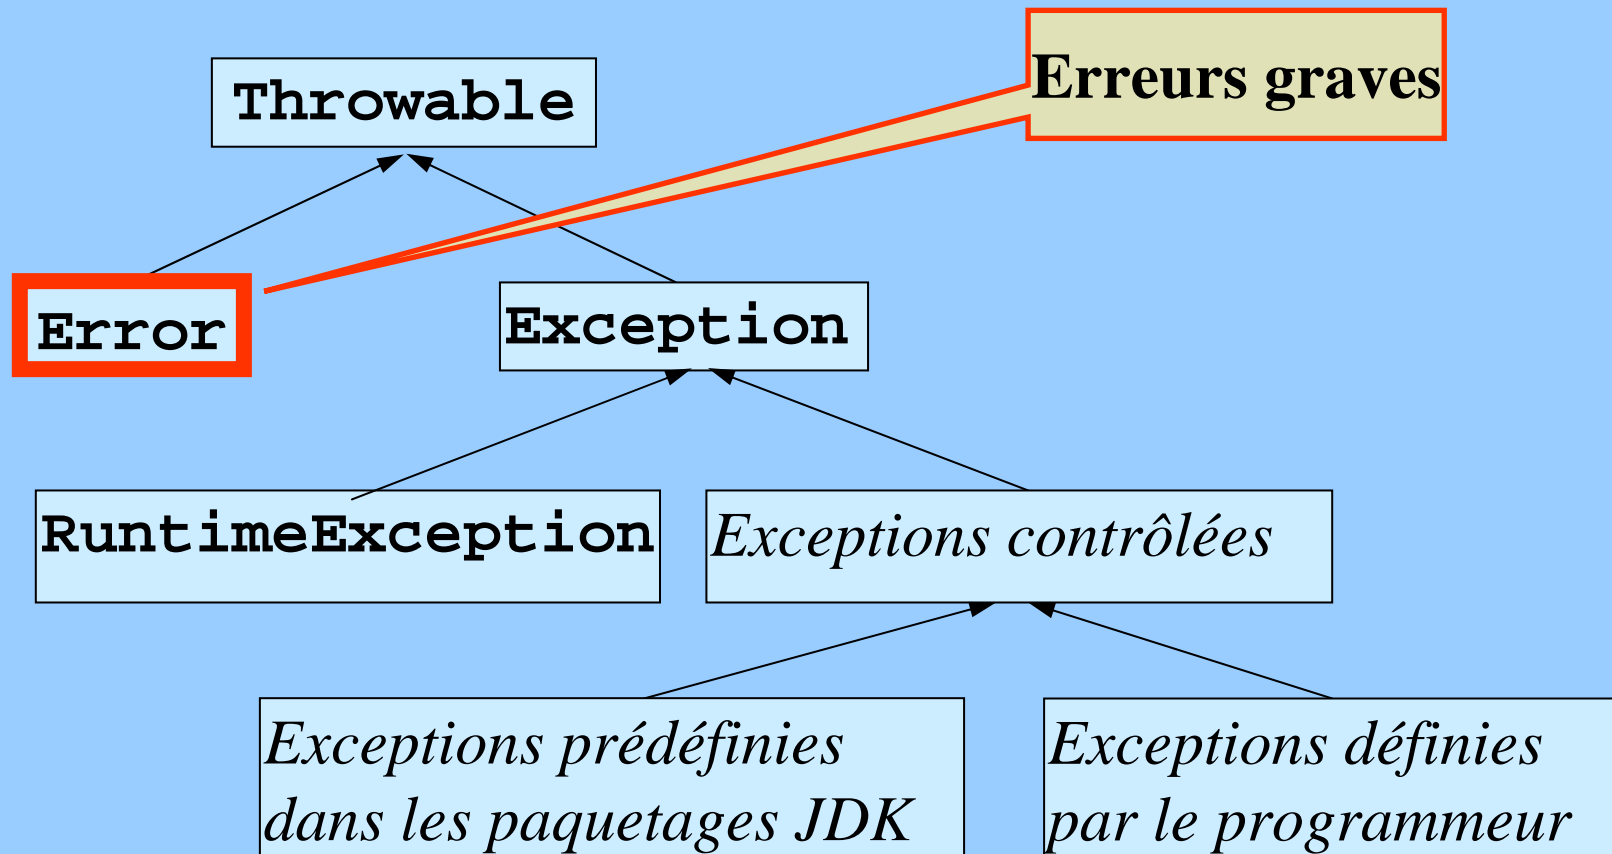 Erreurs graves
Throwable
Error
Exception
RuntimeException
Exceptions contrôlées
Exceptions prédéfinies
dans les paquetages JDK
Exceptions définies
par le programmeur